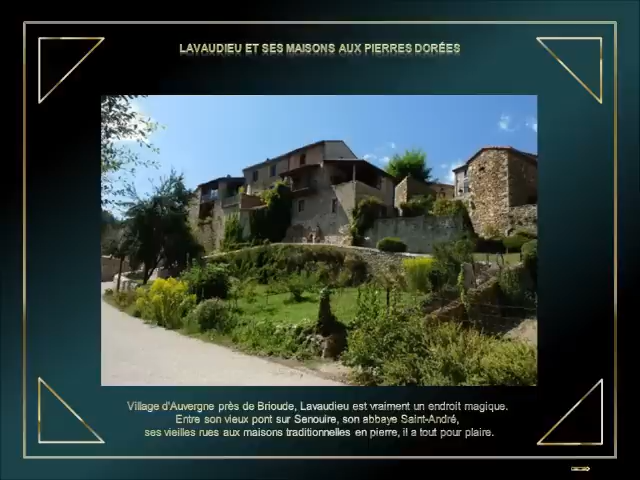 LAVAUDIEU ET SES MAISONS AUX PIERRES DORÉES
Village d'Auvergne près de Brioude, Lavaudieu est vraiment un endroit magique.
Entre son vieux pont sur Senouire, son abbaye Saint-André,
ses vieilles rues aux maisons traditionnelles en pierre, il a tout pour plaire.